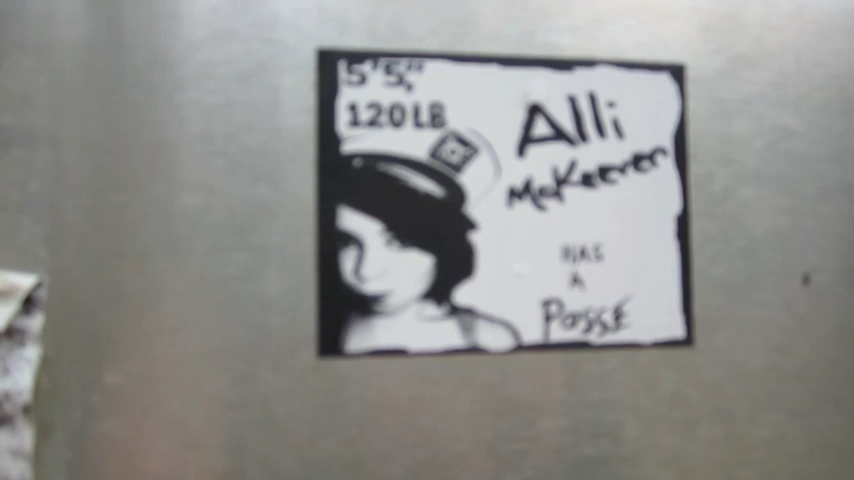 5'5,"
120LB
Alli
McKeever
HAS
A
POSSE